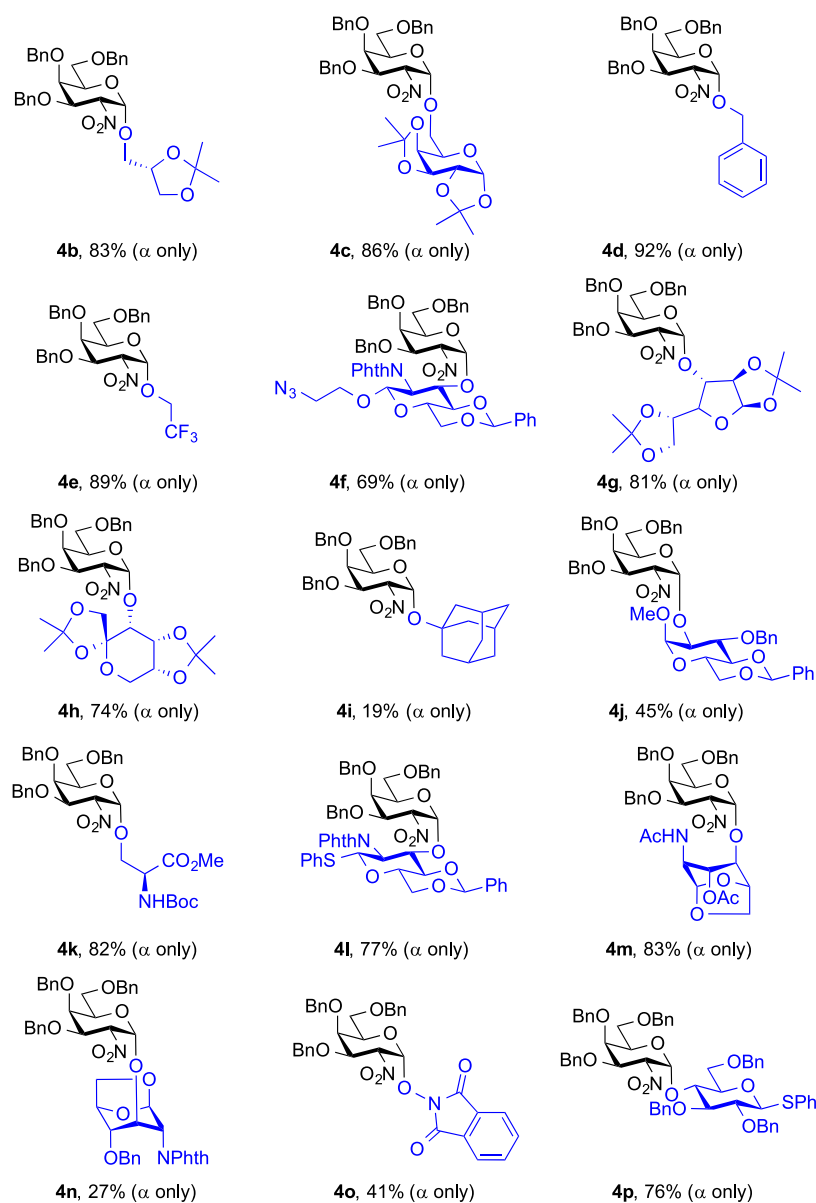 BnO OBn
BnO
O
O2N
O
O
O
4b, 83% (α only)
BnO OBn
BnO
O
O2N
O
O
O
O
O
O
4c, 86% (α only)
BnO OBn
BnO
O
O2N
O
4d, 92% (α only)
BnO OBn
BnO
O
O2N
O
CF3
4e, 89% (α only)
BnO OBn
O
BnO
PhthN
O2N
O
N3
O
O
O
O
Ph
4f, 69% (α only)
BnO OBn
BnO
O
O2N
O
O
O
O
O
O
4g, 81% (α only)
BnO OBn
BnO
O
O2N
O
O
O
O
O
O
4h, 74% (α only)
BnO OBn
BnO
O
O2N
O
4i, 19% (α only)
BnO OBn
BnO
O
O2N
MeO
O
OBn
O
O
O
Ph
4j, 45% (α only)
BnO OBn
BnO
O
O2N
O
CO2Me
NHBoc
4k, 82% (α only)
BnO OBn
O
BnO
O2N
PhthN
O
PhS
O
O
O
Ph
4l, 77% (α only)
BnO OBn
BnO
O
O2N
AcHN
O
O
OAc
O
4m, 83% (α only)
BnO OBn
BnO
O
O2N
O
O
O
OBn NPhth
4n, 27% (α only)
BnO OBn
BnO
O
O2N
O
O
N
O
4o, 41% (α only)
BnO OBn
BnO
O
O2N
OBn
O
O
SPh
BnO
OBn
4p, 76% (α only)